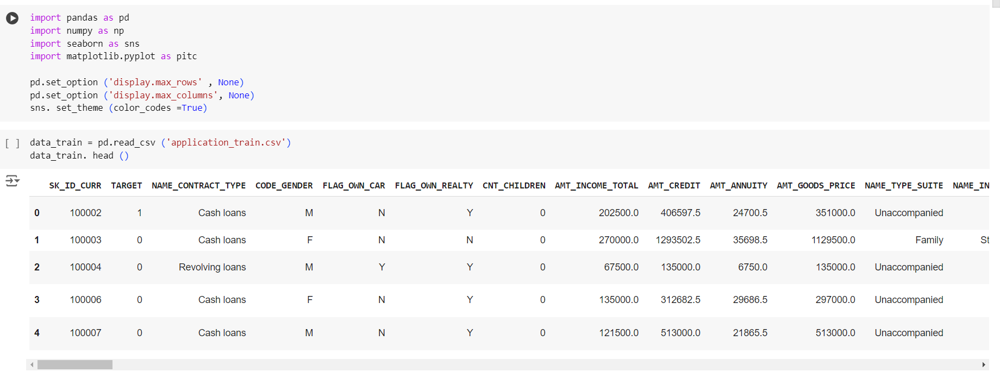 import pandas as pd
import numpy as np
import seaborn as sns
import matplotlib.pyplot as pitc
pd.set_option ('display.max_rows' , None)
pd.set_option ('display.max_columns', None)
sns. set_theme (color_codes =True)
[ ] data_train = pd.read_csv ('application_train.csv')
data_train. head ()
SK_ID_CURR TARGET NAME_CONTRACT_TYPE CODE_GENDER FLAG_OWN_CAR FLAG_OWN_REALTY CNT_CHILDREN AMT_INCOME_TOTAL AMT_CREDIT AMT_ANNUITY AMT_GOODS_PRICE NAME_TYPE_SUITE NAME_IN
0 100002 1 Cash loans M N Y 0 202500.0 406597.5 24700.5 351000.0 Unaccompanied
1 100003 0 Cash loans F N N 0 270000.0 1293502.5 35698.5 1129500.0 Family St
2 100004 0 Revolving loans M Y Y 0 67500.0 135000.0 6750.0 135000.0 Unaccompanied
3 100006 0 Cash loans F N Y 0 135000.0 312682.5 29686.5 297000.0 Unaccompanied
4 100007 0 Cash loans M N Y 0 121500.0 513000.0 21865.5 513000.0 Unaccompanied